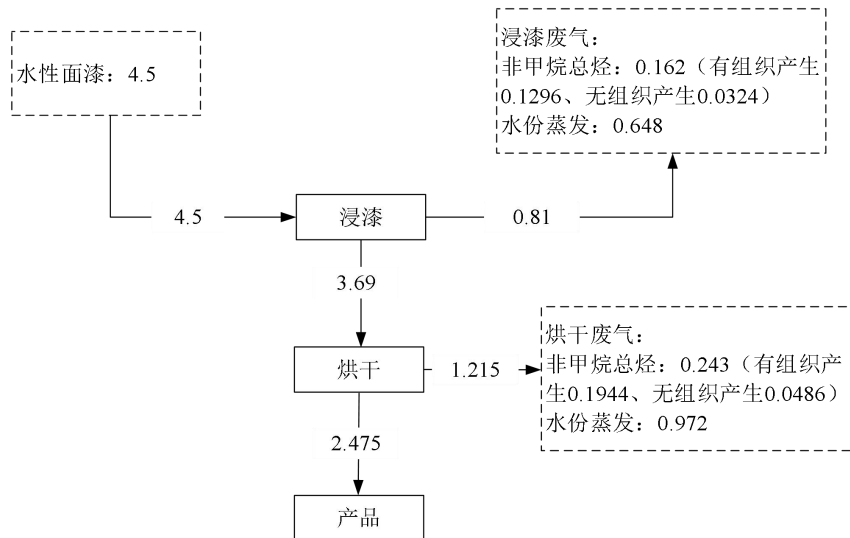 水性面漆：4.5
浸漆废气：
非甲烷总烃：0.162（有组织产生
0.1296、无组织产生0.0324）
水份蒸发：0.648
4.5
浸漆
0.81
3.69
烘干废气：
非甲烷总烃：0.243（有组织产
生0.1944、无组织产生0.0486）
水份蒸发：0.972
烘干
1.215
2.475
产品